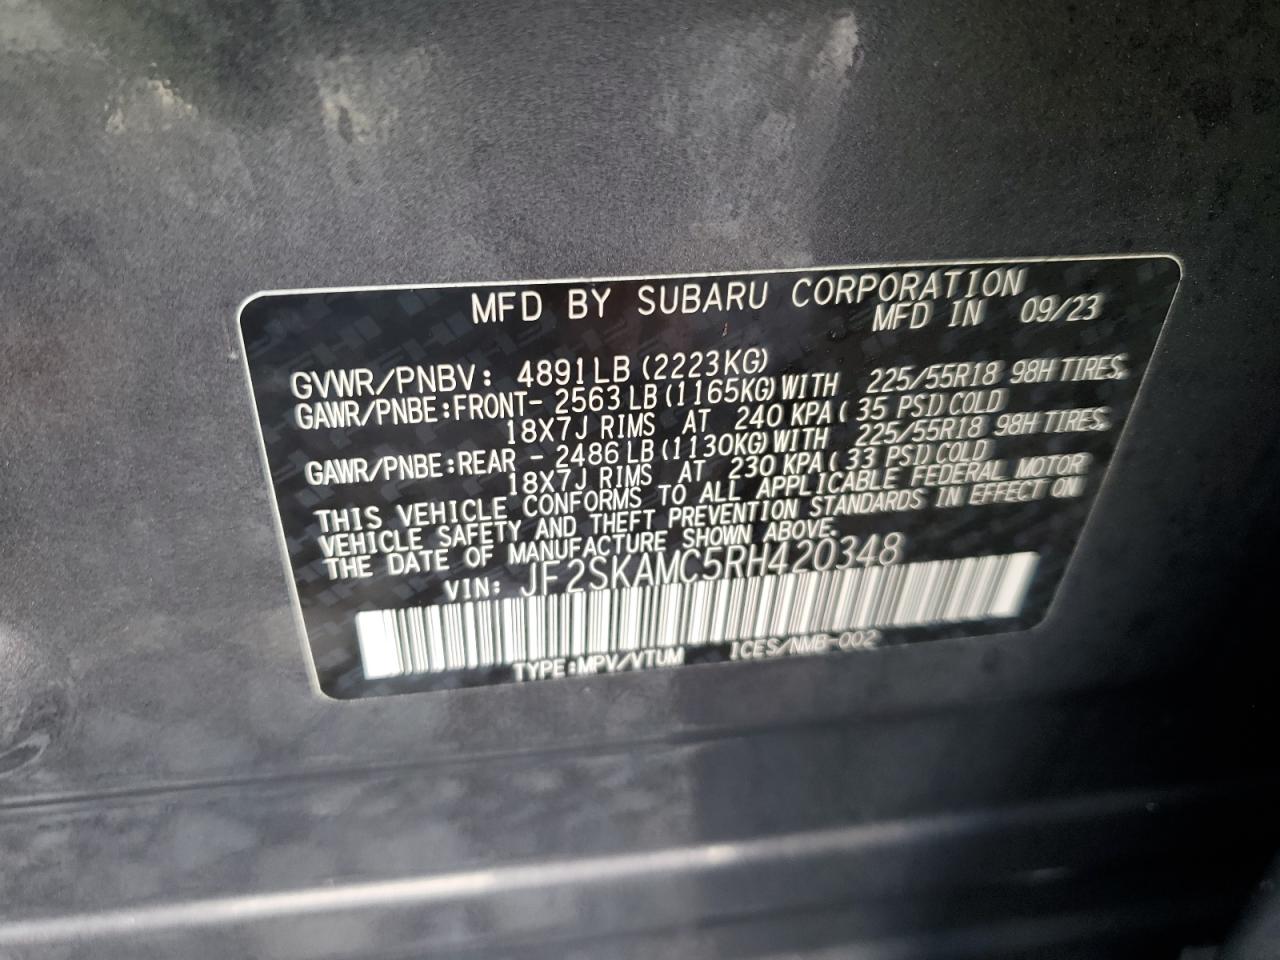 MFD BY SUBARU CORPORATION
MFD IN 09/23
GVWR/PNBV: 4891LB (2223KG)
GAWR/PNBE:FRONT- 2563 LB (1165KG) WITH 225/55R18 98H TIRES,
18X7J RIMS AT 240 KPA ( 35 PSI) COLD
GAWR/PNBE:REAR - 2486 LB (1130KG) WITH 225/55R18 98H TIRES,
18X7J RIMS AT 230 KPA ( 33 PSI) COLD
THIS VEHICLE CONFORMS TO ALL APPLICABLE FEDERAL MOTOR
VEHICLE SAFETY AND THEFT PREVENTION STANDARDS IN EFFECT ON
THE DATE OF MANUFACTURE SHOWN ABOVE.
VIN: JF2SKAMC5RH420348
TYPE:MPV/VTUM ICES/NMB-002